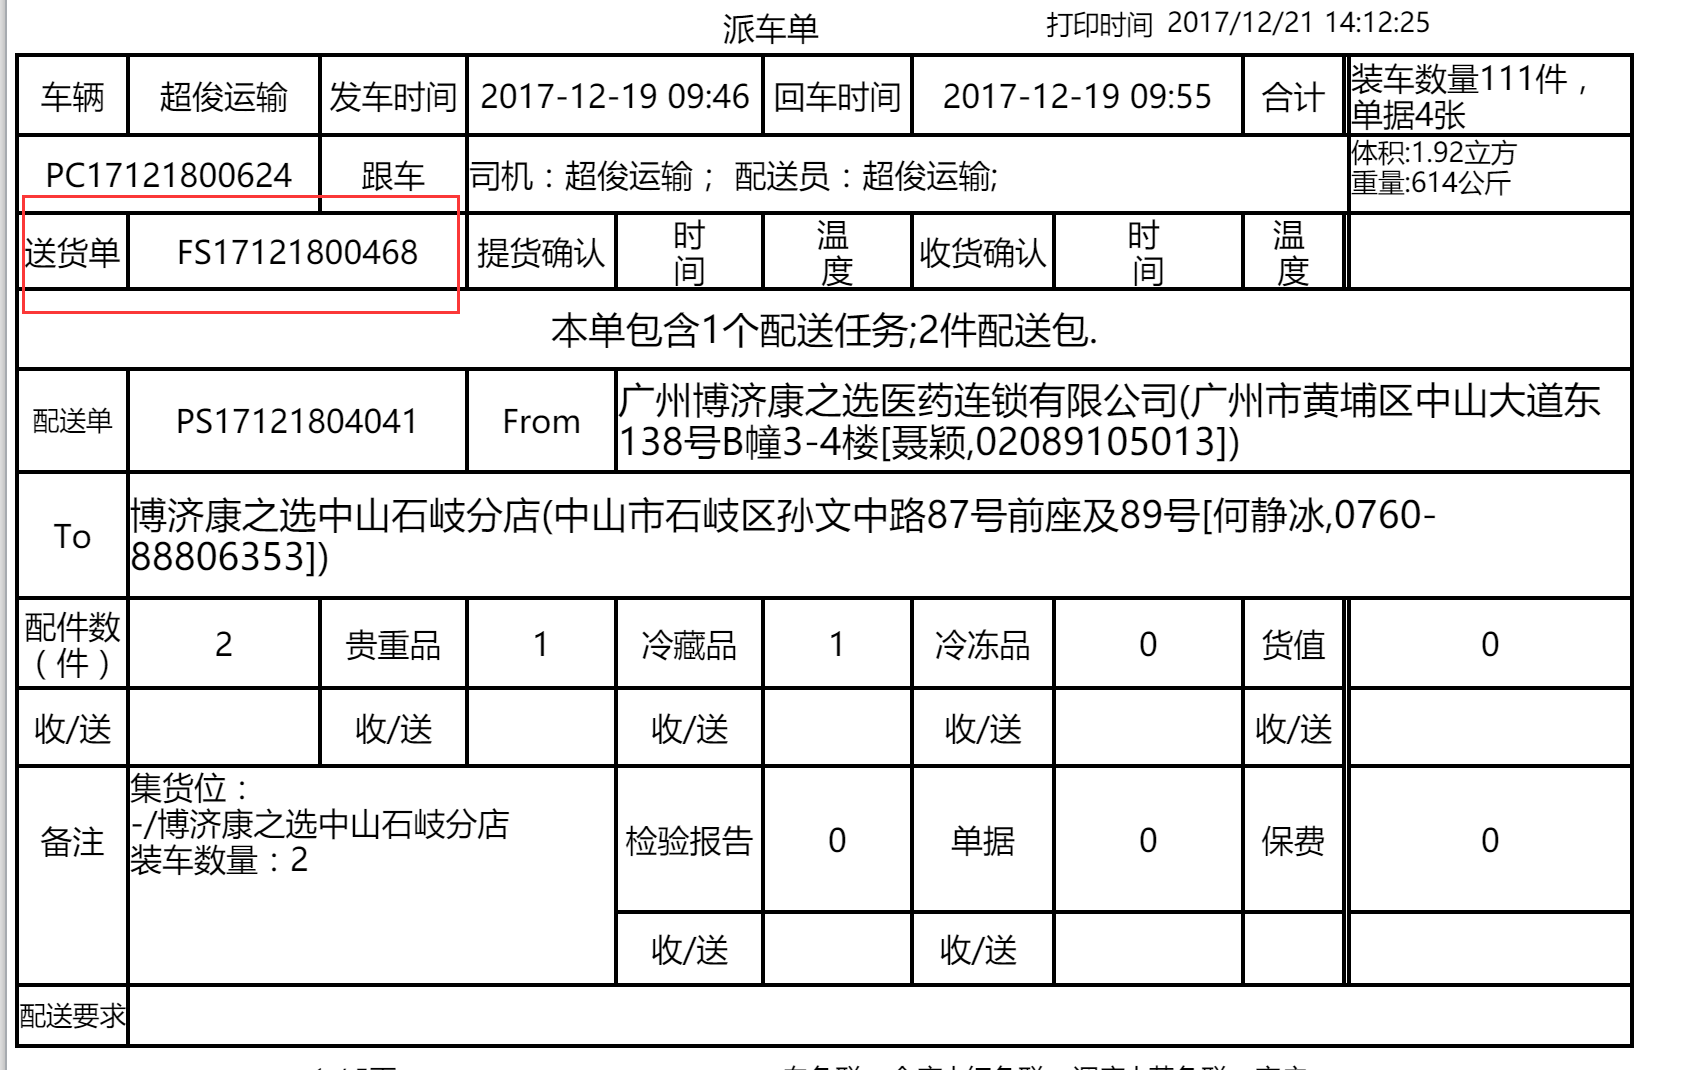 派车单 打印时间 2017/12/21 14:12:25
车辆 超俊运输 发车时间 2017-12-19 09:46 回车时间 2017-12-19 09:55 合计 装车数量111件，
单据4张
PC17121800624 跟车 司机：超俊运输； 配送员：超俊运输;
体积:1.92立方
重量:614公斤
送货单 FS17121800468 提货确认 时间 温度 收货确认 时间 温度
本单包含1个配送任务;2件配送包.
配送单 PS17121804041 From
广州博济康之选医药连锁有限公司(广州市黄埔区中山大道东
138号B幢3-4楼[聂颖,02089105013])
To
博济康之选中山石岐分店(中山市石岐区孙文中路87号前座及89号[何静冰,0760-
88806353])
配件数
（件） 2 贵重品 1 冷藏品 1 冷冻品 0 货值 0
收/送 收/送 收/送 收/送 收/送
备注
集货位：
-/博济康之选中山石岐分店
装车数量：2
检验报告 0 单据 0 保费 0
收/送 收/送
配送要求